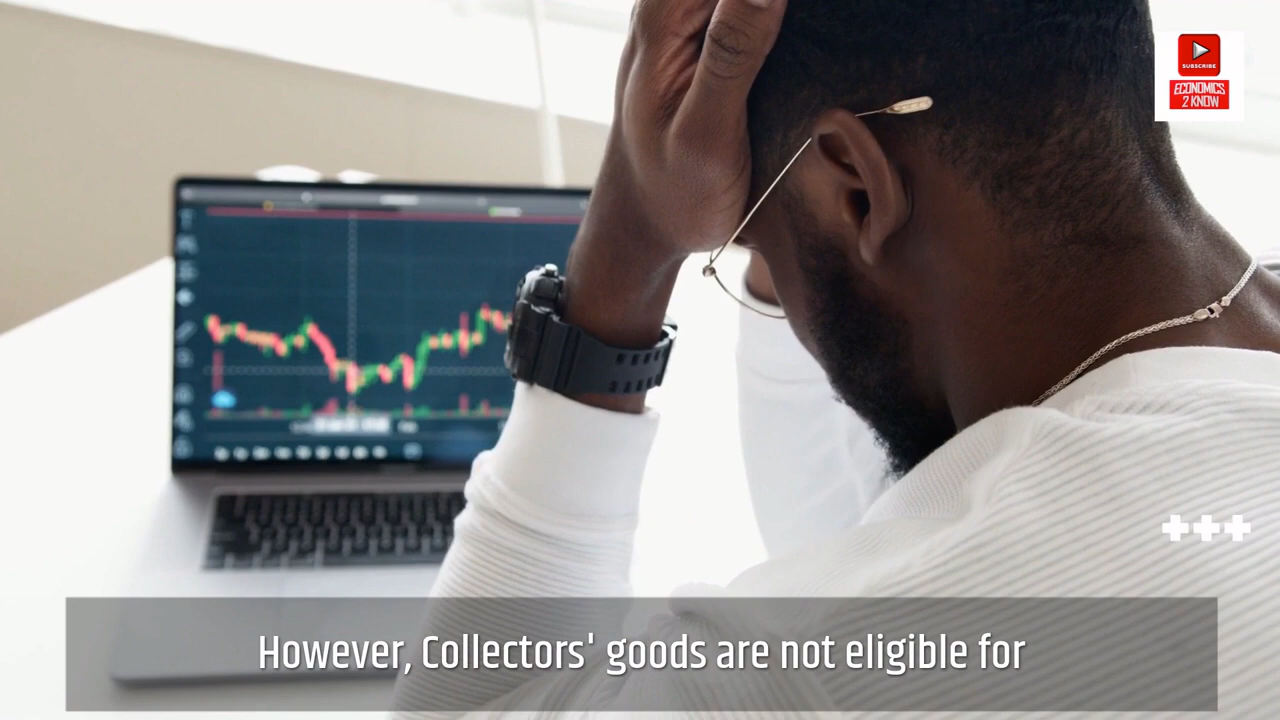 SUBSCRIBE
ECONOMICS
2 KNOW
However, Collectors' goods are not eligible for